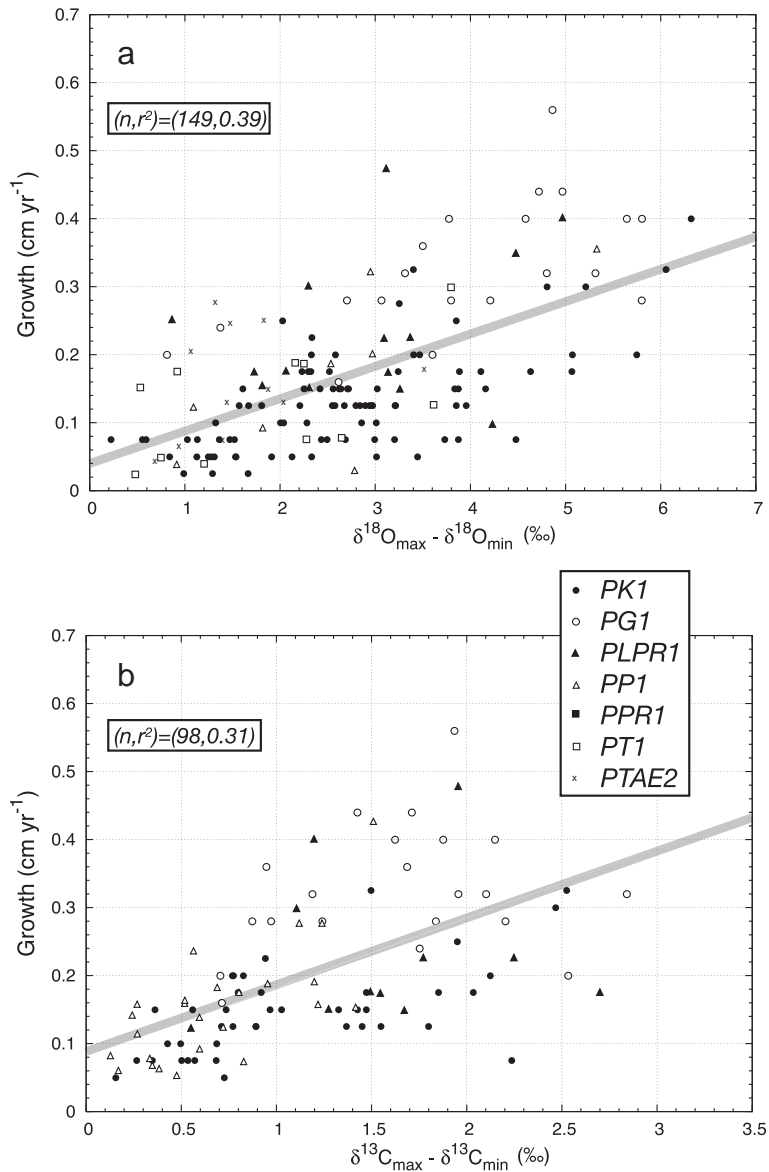 a
(n,r²)=(149,0.39)
Growth (cm yr⁻¹)
0.7
0.6
0.5
0.4
0.3
0.2
0.1
0
0 1 2 3 4 5 6 7
δ¹⁸Omax - δ¹⁸Omin (‰)
PK1
PG1
PLPR1
PP1
PPR1
PT1
PTAE2
b
(n,r²)=(98,0.31)
Growth (cm yr⁻¹)
0.7
0.6
0.5
0.4
0.3
0.2
0.1
0
0 0.5 1 1.5 2 2.5 3 3.5
δ¹³Cmax - δ¹³Cmin (‰)